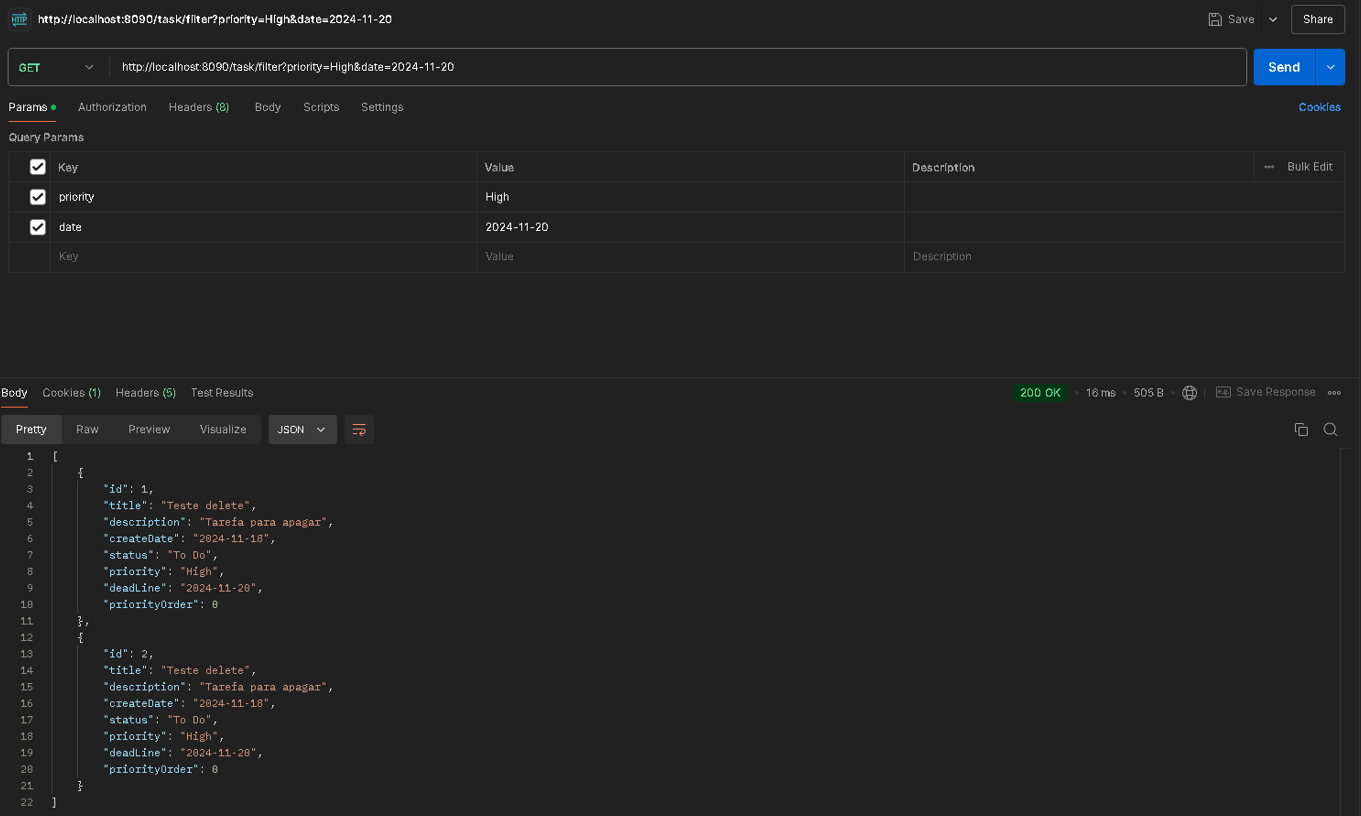 HTTP http://localhost:8090/task/filter?priority=High&date=2024-11-20 Save Share
GET http://localhost:8090/task/filter?priority=High&date=2024-11-20 Send
Params Authorization Headers (8) Body Scripts Settings Cookies
Query Params
Key Value Description Bulk Edit
priority High
date 2024-11-20
Key Value Description
Body Cookies (1) Headers (5) Test Results 200 OK 16 ms 505 B Save Response
Pretty Raw Preview Visualize JSON
1 [
2 {
3 "id": 1,
4 "title": "Teste delete",
5 "description": "Tarefa para apagar",
6 "createDate": "2024-11-18",
7 "status": "To Do",
8 "priority": "High",
9 "deadLine": "2024-11-20",
10 "priorityOrder": 0
11 },
12 {
13 "id": 2,
14 "title": "Teste delete",
15 "description": "Tarefa para apagar",
16 "createDate": "2024-11-18",
17 "status": "To Do",
18 "priority": "High",
19 "deadLine": "2024-11-20",
20 "priorityOrder": 0
21 }
22 ]